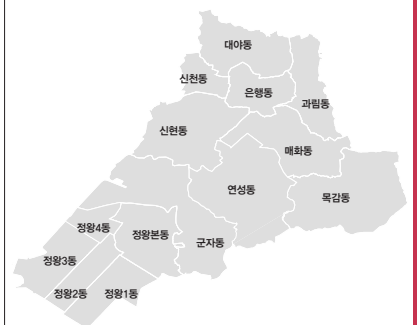 대야동
신천동
은행동
과림동
신현동
매화동
연성동
목감동
정왕4동
정왕본동
군자동
정왕3동
정왕2동
정왕1동